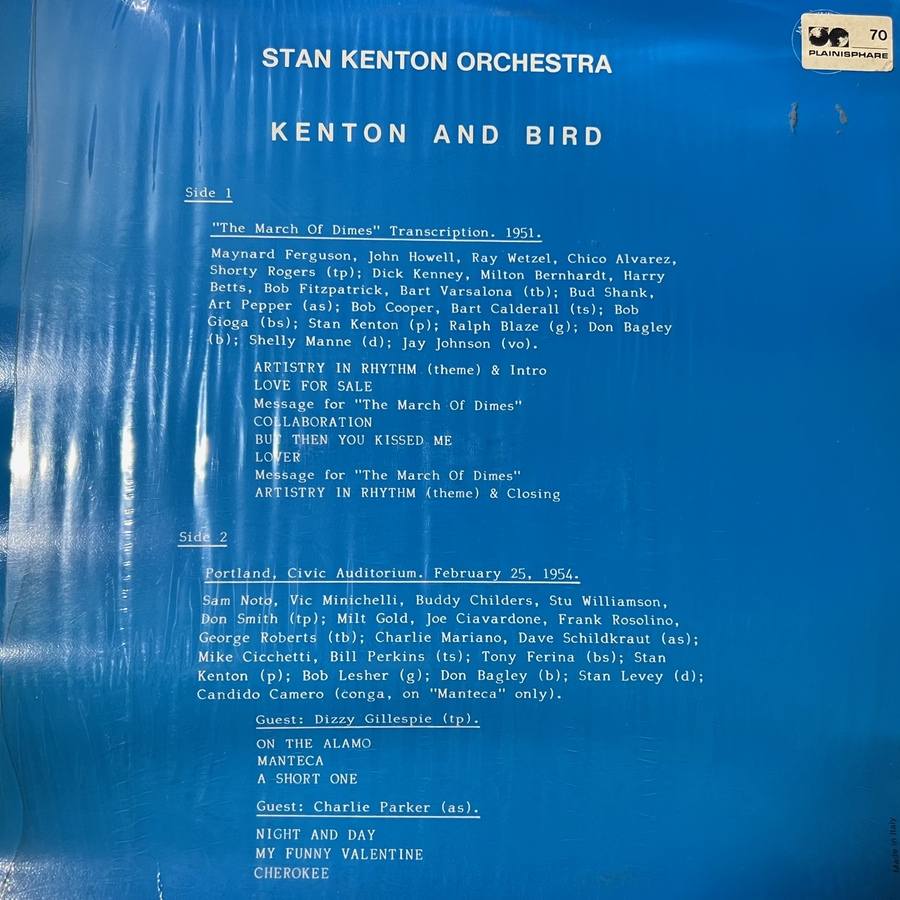 70
PLAINISPHARE
STAN KENTON ORCHESTRA
KENTON AND BIRD
Side 1
"The March Of Dimes" Transcription. 1951.
Maynard Ferguson, John Howell, Ray Wetzel, Chico Alvarez,
Shorty Rogers (tp); Dick Kenney, Milton Bernhardt, Harry
Betts, Bob Fitzpatrick, Bart Varsalona (tb); Bud Shank,
Art Pepper (as); Bob Cooper, Bart Calderall (ts); Bob
Gioga (bs); Stan Kenton (p); Ralph Blaze (g); Don Bagley
(b); Shelly Manne (d); Jay Johnson (vo).
ARTISTRY IN RHYTHM (theme) & Intro
LOVE FOR SALE
Message for "The March Of Dimes"
COLLABORATION
BUT THEN YOU KISSED ME
LOVER
Message for "The March Of Dimes"
ARTISTRY IN RHYTHM (theme) & Closing
Side 2
Portland, Civic Auditorium. February 25, 1954.
Sam Noto, Vic Minichelli, Buddy Childers, Stu Williamson,
Don Smith (tp); Milt Gold, Joe Ciavardone, Frank Rosolino,
George Roberts (tb); Charlie Mariano, Dave Schildkraut (as);
Mike Cicchetti, Bill Perkins (ts); Tony Ferina (bs); Stan
Kenton (p); Bob Lesher (g); Don Bagley (b); Stan Levey (d);
Candido Camero (conga, on "Manteca" only).
Guest: Dizzy Gillespie (tp).
ON THE ALAMO
MANTECA
A SHORT ONE
Guest: Charlie Parker (as).
NIGHT AND DAY
MY FUNNY VALENTINE
CHEROKEE
Made in Italy